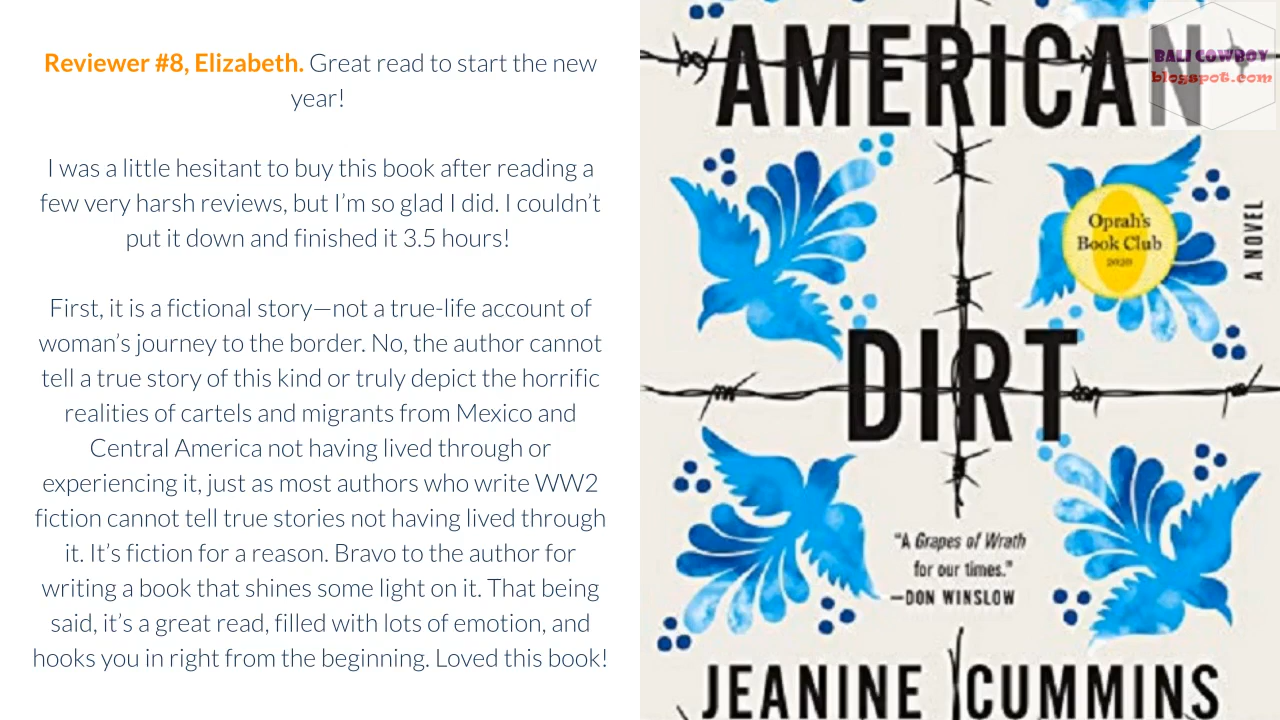 Reviewer #8, Elizabeth. Great read to start the new
year!
I was a little hesitant to buy this book after reading a
few very harsh reviews, but I’m so glad I did. I couldn’t
put it down and finished it 3.5 hours!
First, it is a fictional story—not a true-life account of
woman’s journey to the border. No, the author cannot
tell a true story of this kind or truly depict the horrific
realities of cartels and migrants from Mexico and
Central America not having lived through or
experiencing it, just as most authors who write WW2
fiction cannot tell true stories not having lived through
it. It’s fiction for a reason. Bravo to the author for
writing a book that shines some light on it. That being
said, it’s a great read, filled with lots of emotion, and
hooks you in right from the beginning. Loved this book!
AMERICAN
BALI COWBOY
blogspot.com
Oprah’s
Book Club
2020
A NOVEL
DIRT
“A Grapes of Wrath
for our times.”
—DON WINSLOW
JEANINE CUMMINS